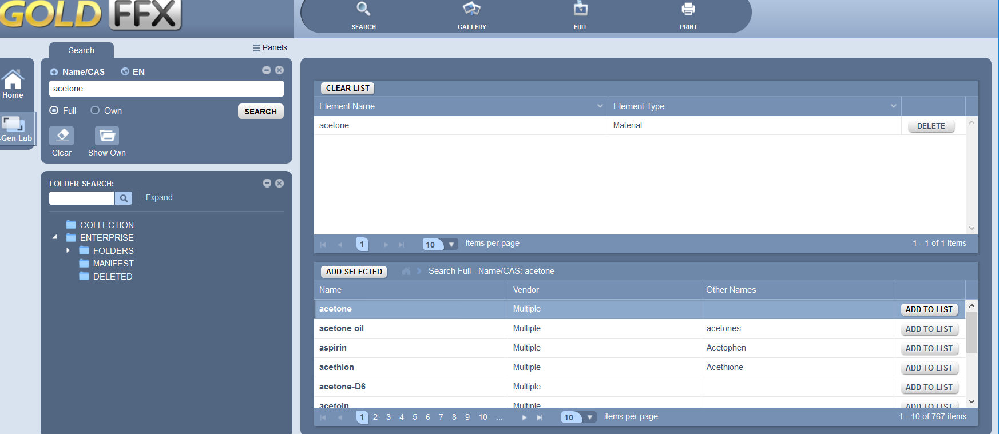 GOLD FFX
SEARCH
GALLERY
EDIT
PRINT
Search
Panels
Home
-Gen Lab
Name/CAS
EN
acetone
Full
Own
SEARCH
Clear
Show Own
FOLDER SEARCH:
Expand
COLLECTION
ENTERPRISE
FOLDERS
MANIFEST
DELETED
CLEAR LIST
Element Name Element Type
acetone Material DELETE
1 10 items per page 1 - 1 of 1 items
ADD SELECTED Search Full - Name/CAS: acetone
Name Vendor Other Names
acetone Multiple ADD TO LIST
acetone oil Multiple acetones ADD TO LIST
aspirin Multiple Acetophen ADD TO LIST
acethion Multiple Acethione ADD TO LIST
acetone-D6 Multiple ADD TO LIST
acetoin Multiple ADD TO LIST
1 2 3 4 5 6 7 8 9 10 ... 10 items per page 1 - 10 of 767 items